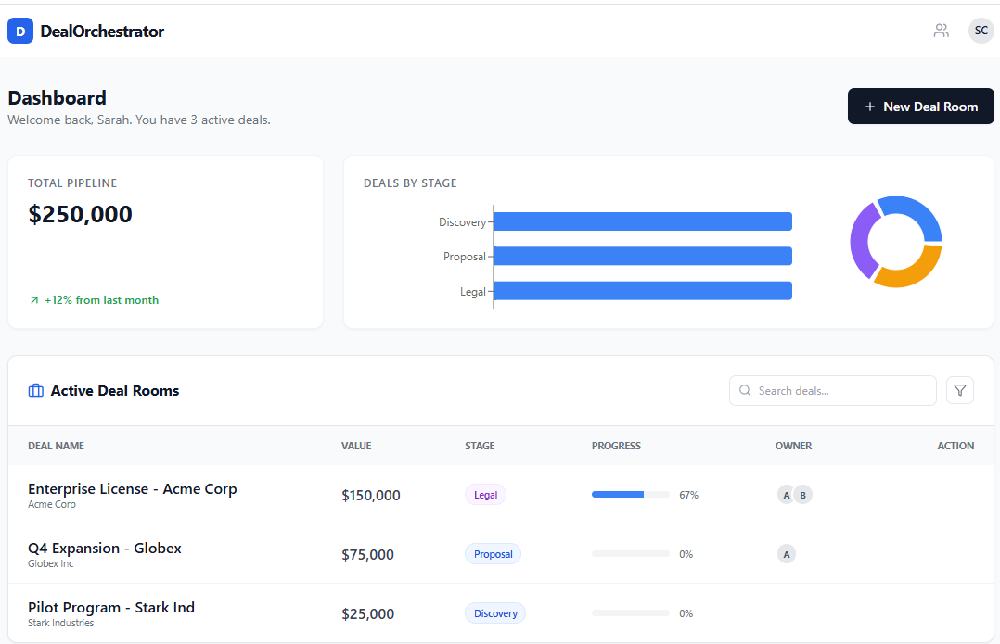 D DealOrchestrator
SC
Dashboard
Welcome back, Sarah. You have 3 active deals.
+ New Deal Room
TOTAL PIPELINE
$250,000
+12% from last month
DEALS BY STAGE
Discovery
Proposal
Legal
Active Deal Rooms
Search deals...
DEAL NAME VALUE STAGE PROGRESS OWNER ACTION
Enterprise License - Acme Corp
Acme Corp
$150,000 Legal 67% A B
Q4 Expansion - Globex
Globex Inc
$75,000 Proposal 0% A
Pilot Program - Stark Ind
Stark Industries
$25,000 Discovery 0%